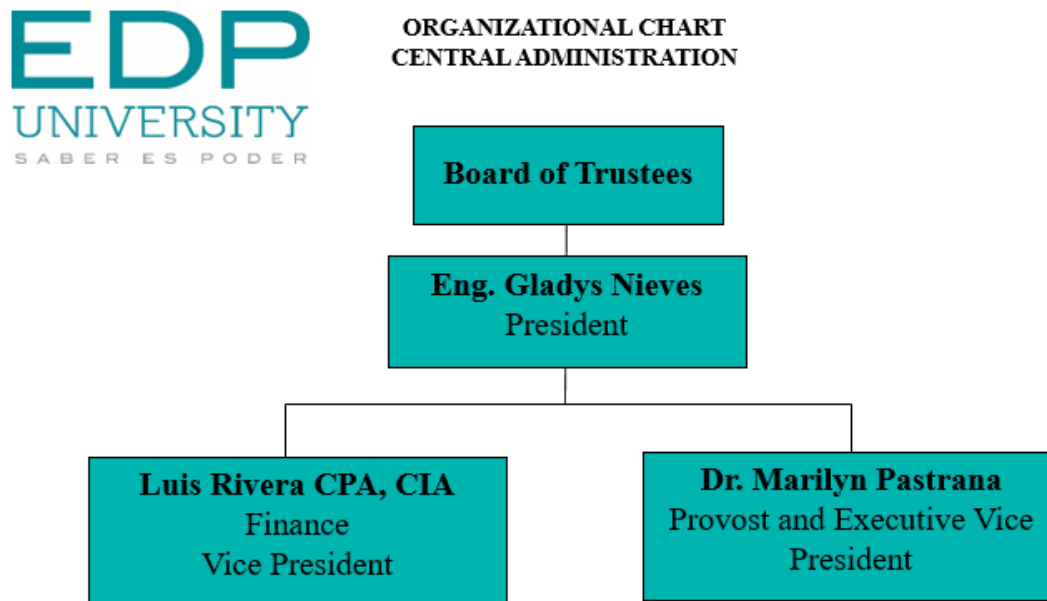 EDP
UNIVERSITY
SABER ES PODER
ORGANIZATIONAL CHART
CENTRAL ADMINISTRATION
Board of Trustees
Eng. Gladys Nieves
President
Luis Rivera CPA, CIA
Finance
Vice President
Dr. Marilyn Pastrana
Provost and Executive Vice
President